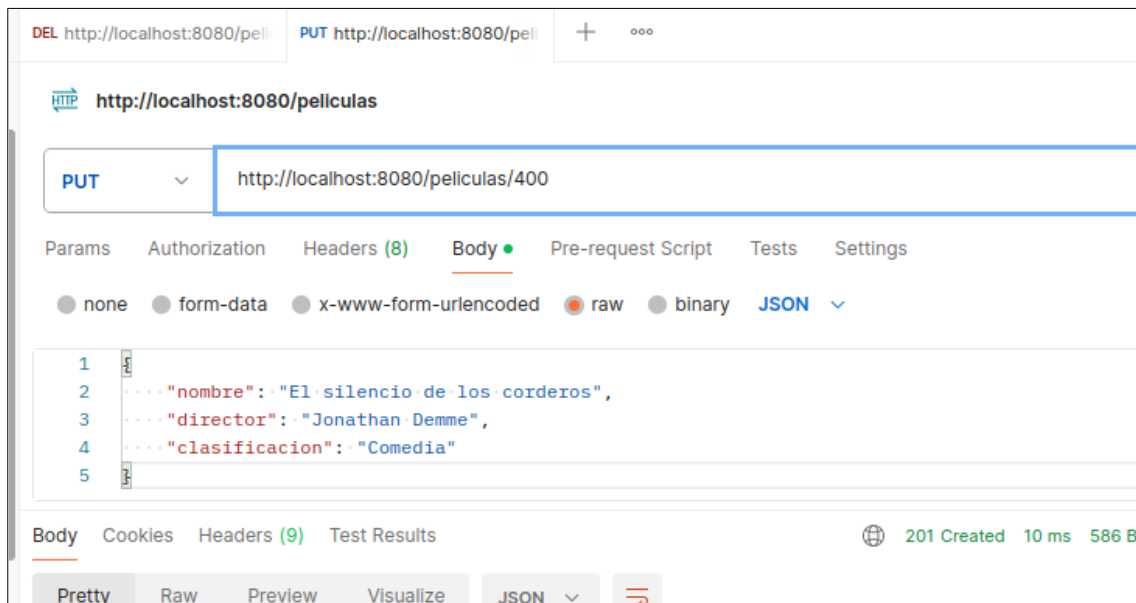 DEL http://localhost:8080/peli PUT http://localhost:8080/peli
HTTP http://localhost:8080/peliculas
PUT http://localhost:8080/peliculas/400
Params Authorization Headers (8) Body Pre-request Script Tests Settings
none form-data x-www-form-urlencoded raw binary JSON
1 {
2 "nombre": "El silencio de los corderos",
3 "director": "Jonathan Demme",
4 "clasificacion": "Comedia"
5 }
Body Cookies Headers (9) Test Results 201 Created 10 ms 586 B
Pretty Raw Preview Visualize JSON